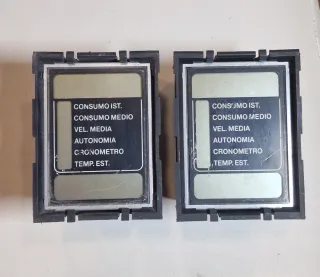 CONSUMO IST.
CONSUMO MEDIO
VEL. MEDIA
AUTONOMIA
CRONOMETRO
TEMP. EST.
CONSUMO IST.
CONSUMO MEDIO
VEL. MEDIA
AUTONOMIA
CRONOMETRO
TEMP. EST.